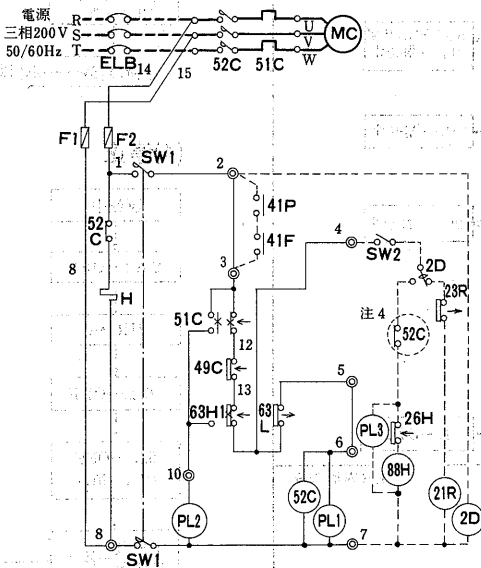 電源
三相200V
50/60Hz
R
S
T
ELB
14
15
52C
51C
U
V
W
MC
F1
F2
1
SW1
2
52
C
41P
41F
4
SW2
2D
3
8
H
23R
51C
12
注4
52C
49C
13
5
63H1
63
L
26H
6
PL3
88H
10
PL2
52C
PL1
21R
2D
8
SW1
7